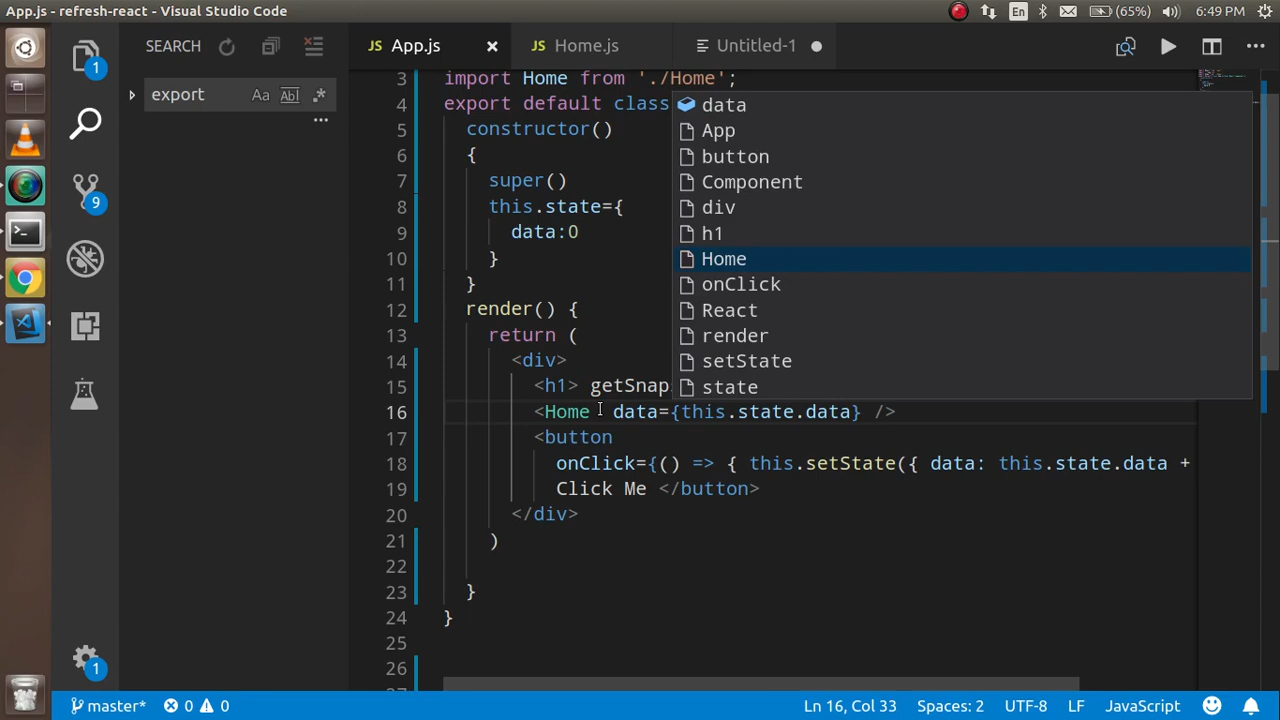 App.js - refresh-react - Visual Studio Code
En
(65%)
6:49 PM
SEARCH
App.js
Home.js
Untitled-1
1
export
Aa
Abl
.*
9
1
3 import Home from './Home';
4 export default class
5 constructor()
6 {
7 super()
8 this.state={
9 data:0
10 }
11 }
12 render() {
13 return (
14 <div>
15 <h1> getSnap
16 <Home data={this.state.data} />
17 <button
18 onClick={() => { this.setState({ data: this.state.data +
19 Click Me </button>
20 </div>
21 )
22
23 }
24 }
25
26
data
App
button
Component
div
h1
Home
onClick
React
render
setState
state
master*
0
0
Ln 16, Col 33
Spaces: 2
UTF-8
LF
JavaScript